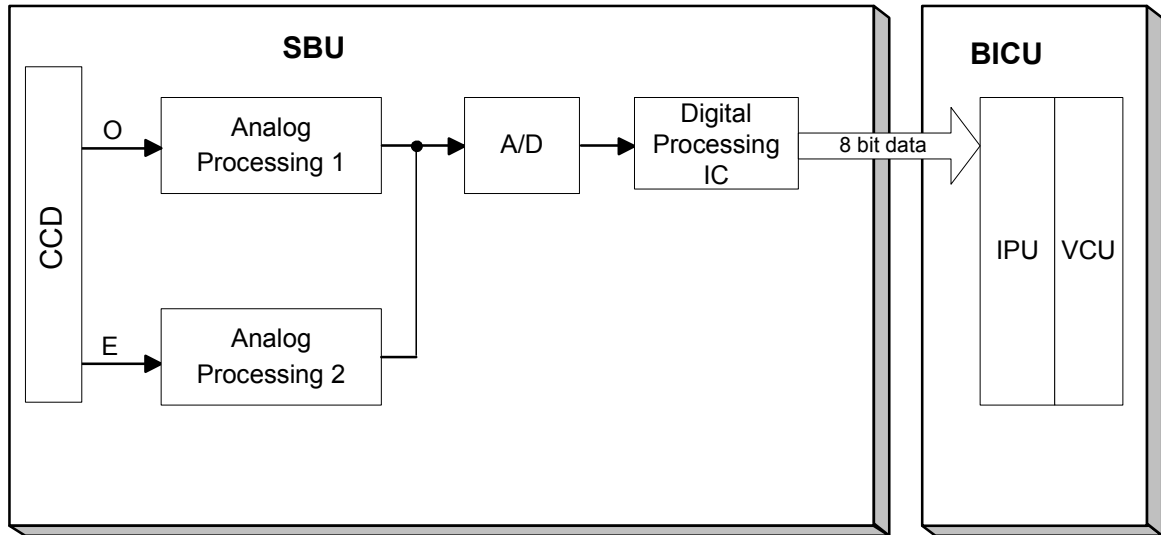 SBU
BICU
CCD
O
Analog
Processing 1
A/D
Digital
Processing
IC
8 bit data
IPU
VCU
E
Analog
Processing 2